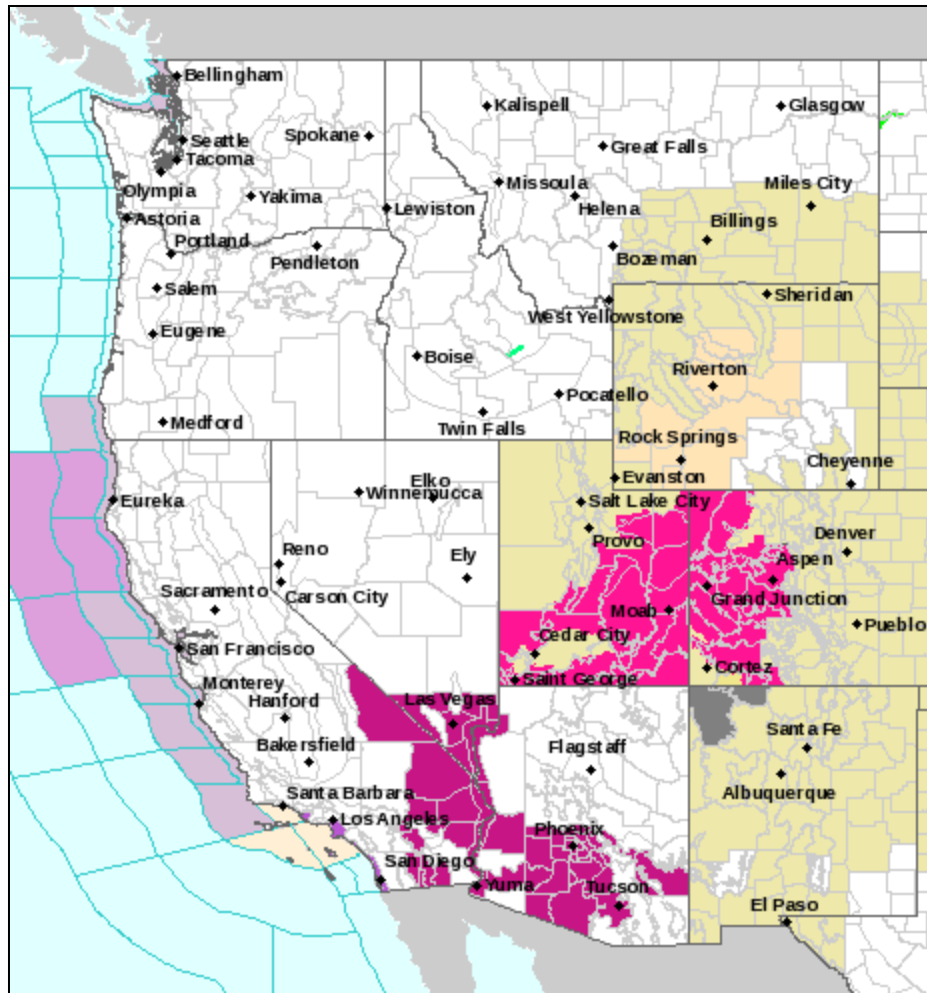 Bellingham
Kalispell
Glasgow
Seattle
Spokane
Great Falls
Tacoma
Missoula
Miles City
Olympia
Yakima
Lewiston
Helena
Astoria
Billings
Portland
Pendleton
Bozeman
Salem
Sheridan
West Yellowstone
Eugene
Boise
Riverton
Pocatello
Medford
Twin Falls
Rock Springs
Cheyenne
Evanston
Elko
Winnemucca
Eureka
Salt Lake City
Provo
Denver
Reno
Ely
Aspen
Sacramento
Carson City
Grand Junction
Moab
Pueblo
Cedar City
San Francisco
Cortez
Saint George
Monterey
Hanford
Las Vegas
Santa Fe
Bakersfield
Flagstaff
Albuquerque
Santa Barbara
Los Angeles
Phoenix
San Diego
Yuma
Tucson
El Paso